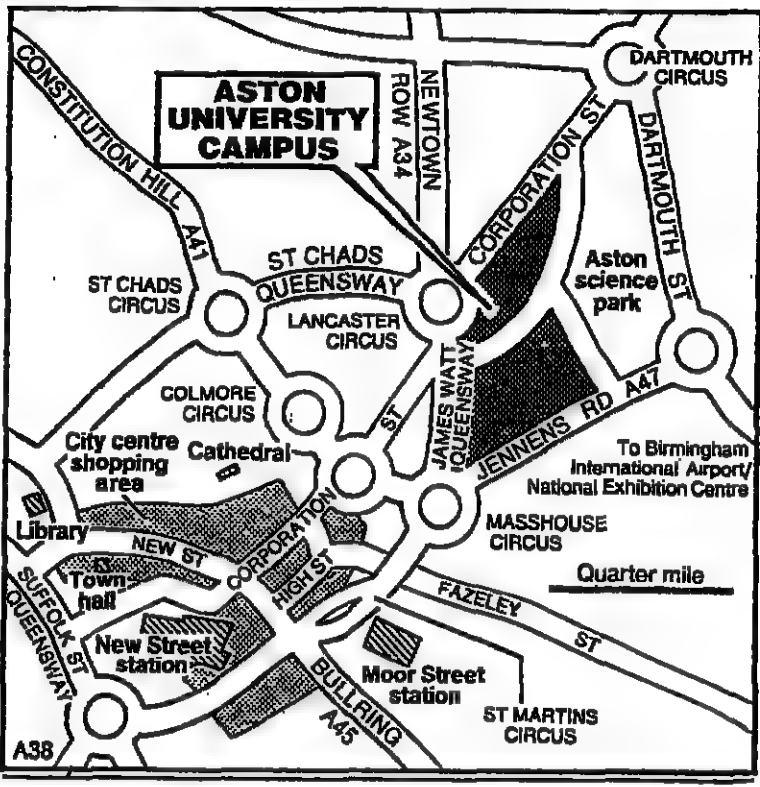 DARTMOUTH
CIRCUS
CONSTITUTION HILL A41
ASTON
UNIVERSITY
CAMPUS
NEWTOWN
ROW A34
CORPORATION ST
DARTMOUTH ST
ST CHADS
QUEENSWAY
Aston
science
park
ST CHADS
CIRCUS
LANCASTER
CIRCUS
JAMES WATT
QUEENSWAY
COLMORE
CIRCUS
ST
JENNENS RD A47
City centre
shopping
area
Cathedral
To Birmingham
International Airport/
National Exhibition Centre
Library
MASSHOUSE
CIRCUS
NEW ST
CORPORATION
HIGH ST
Quarter mile
Town
hall
FAZELEY
ST
SUFFOLK ST
QUEENSWAY
New Street
station
Moor Street
station
BULLRING
A45
ST MARTINS
CIRCUS
A38